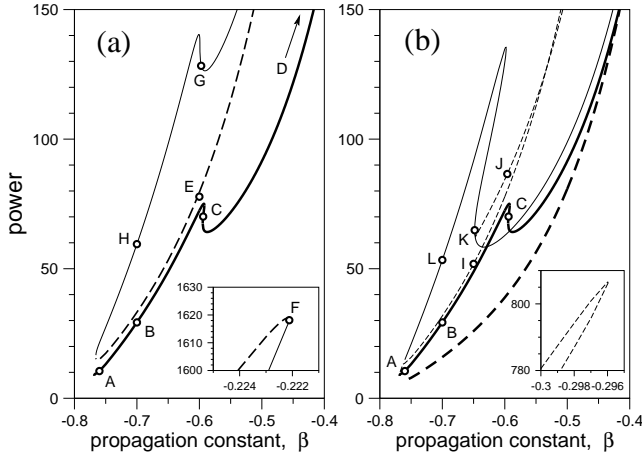 150
100
50
0
power
(a)
G
D
E
C
H
B
A
F
1630
1620
1610
1600
-0.224
-0.222
-0.8
-0.7
-0.6
-0.5
-0.4
propagation constant, β
150
100
50
0
(b)
J
C
K
I
L
B
A
800
780
-0.3
-0.298
-0.296
-0.8
-0.7
-0.6
-0.5
-0.4
propagation constant, β